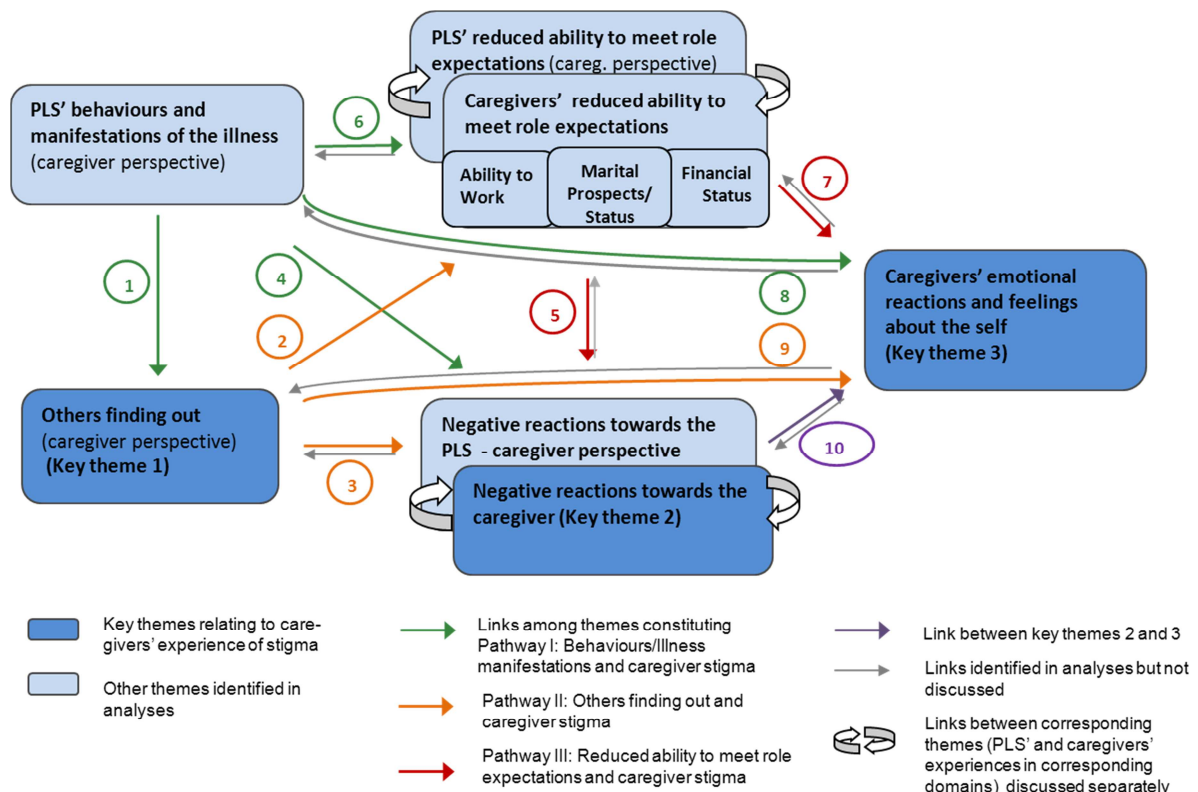 PLS’ reduced ability to meet role
expectations (careg. perspective)
Caregivers’ reduced ability to
meet role expectations
Ability to
Work
Marital
Prospects/
Status
Financial
Status
PLS’ behaviours and
manifestations of the illness
(caregiver perspective)
6
7
1
4
2
5
8
9
Caregivers’ emotional
reactions and feelings
about the self
(Key theme 3)
Others finding out
(caregiver perspective)
(Key theme 1)
3
Negative reactions towards the
PLS - caregiver perspective
Negative reactions towards the
caregiver (Key theme 2)
10
Key themes relating to care-
givers’ experience of stigma
Other themes identified in
analyses
Links among themes constituting
Pathway I: Behaviours/Illness
manifestations and caregiver stigma
Pathway II: Others finding out and
caregiver stigma
Pathway III: Reduced ability to meet role
expectations and caregiver stigma
Link between key themes 2 and 3
Links identified in analyses but not
discussed
Links between corresponding
themes (PLS’ and caregivers’
experiences in corresponding
domains) discussed separately